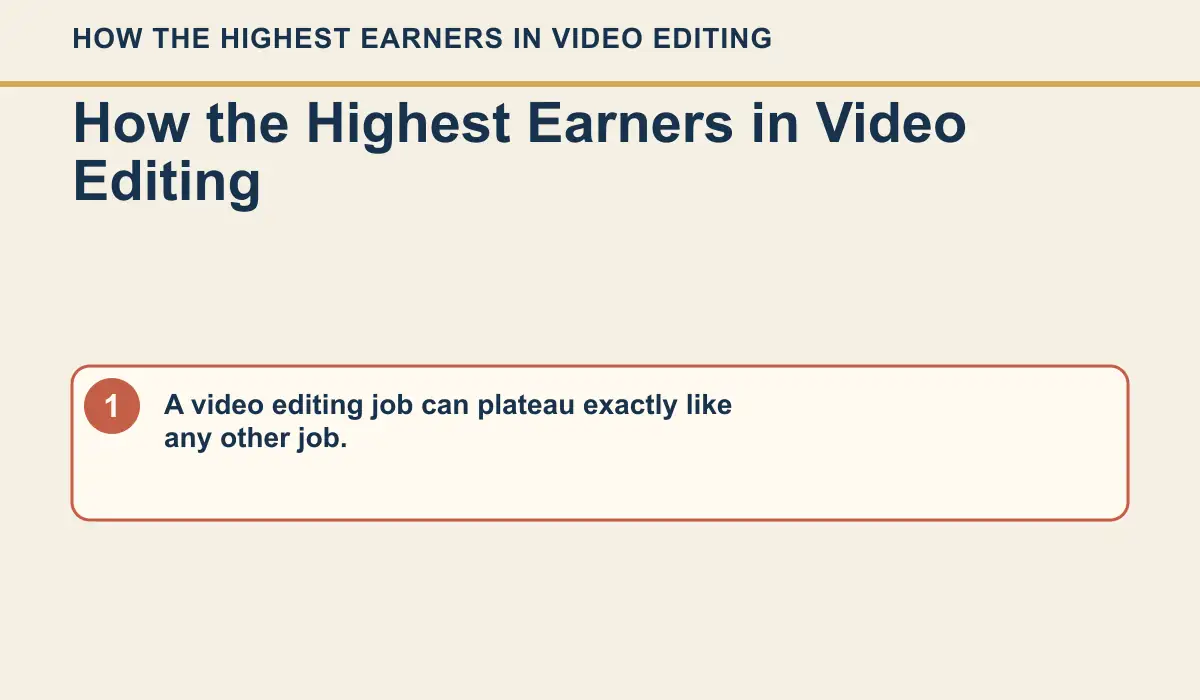 HOW THE HIGHEST EARNERS IN VIDEO EDITING
How the Highest Earners in Video
Editing
1
A video editing job can plateau exactly like
any other job.